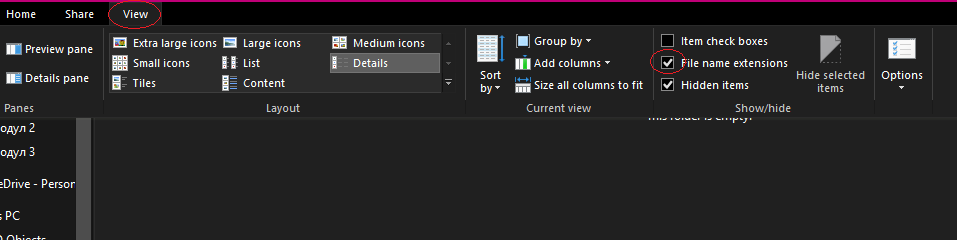 Home Share View
Preview pane
Details pane
Panes
Extra large icons Large icons Medium icons
Small icons List Details
Tiles Content
Layout
Sort by
Group by
Add columns
Size all columns to fit
Current view
Item check boxes
File name extensions
Hidden items
Show/hide
Hide selected
items
Options
This folder is empty.
одул 2
одул 3
eDrive - Person
s PC
D Objects